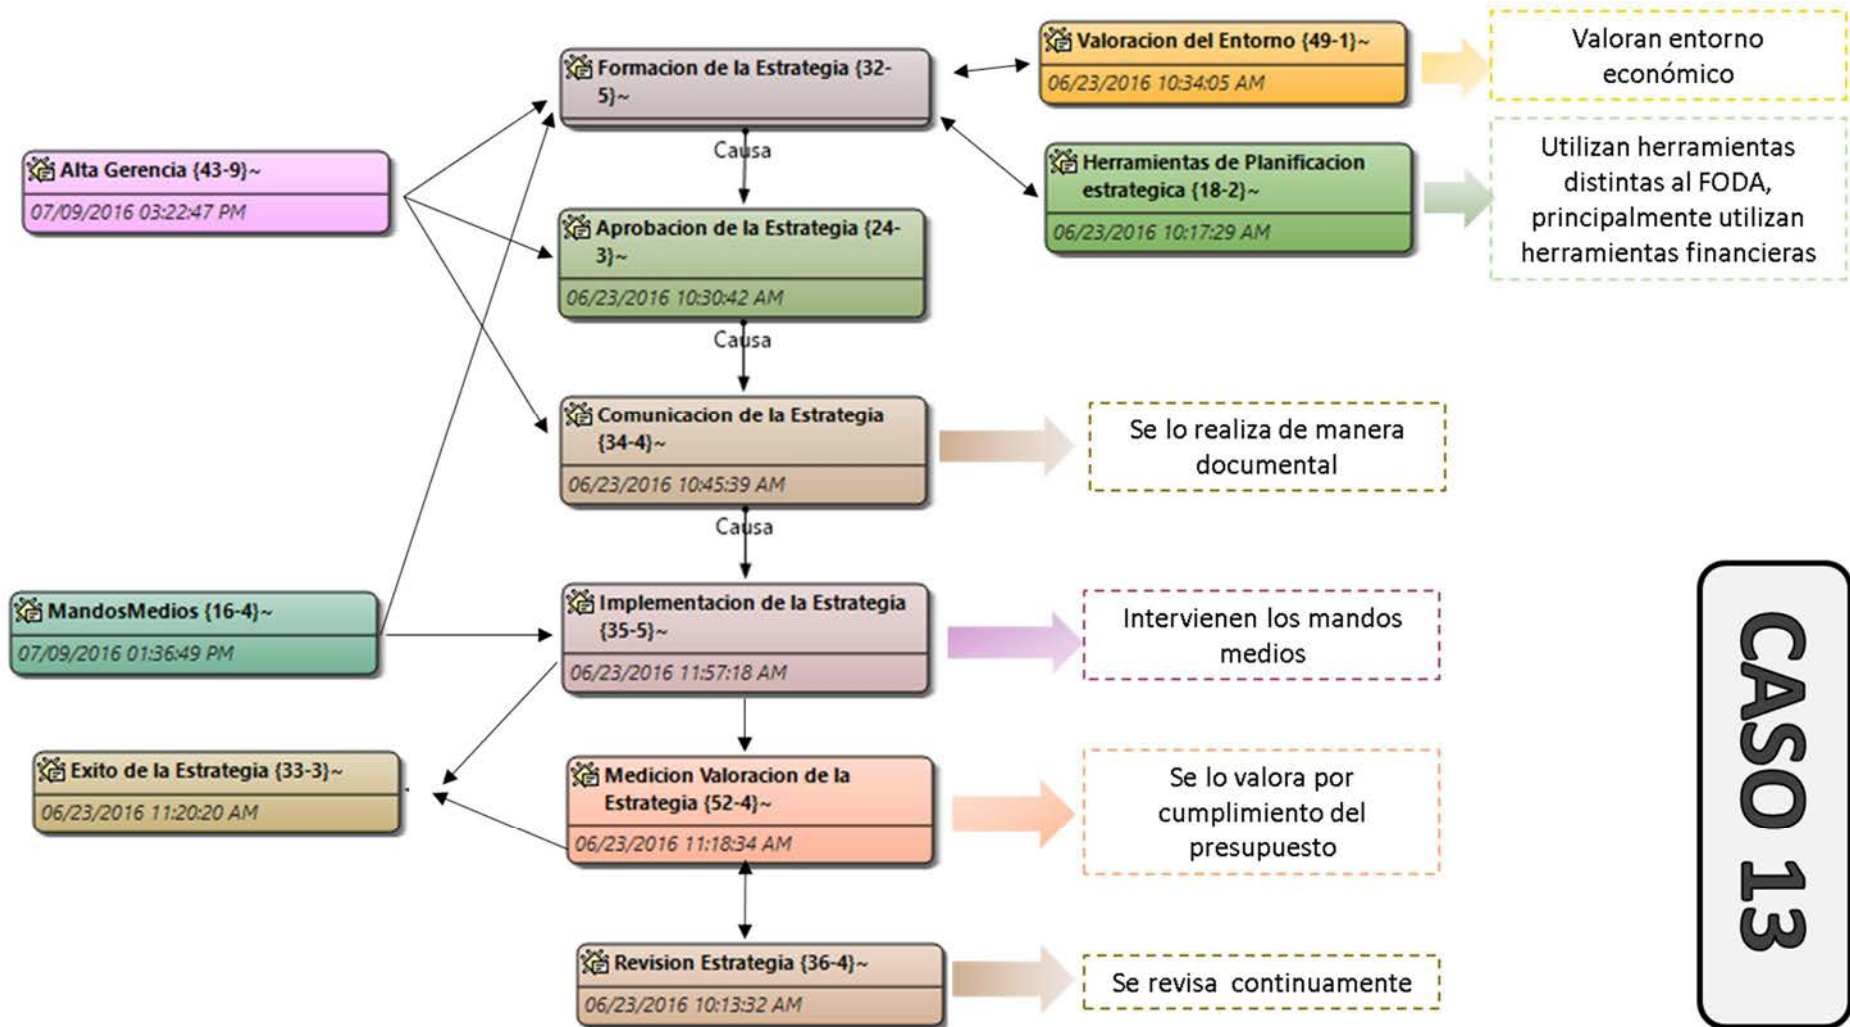 Formacion de la Estrategia {32-
5}~
Valoracion del Entorno {49-1}~
06/23/2016 10:34:05 AM
Valoran entorno
económico
Causa
Alta Gerencia {43-9}~
07/09/2016 03:22:47 PM
Herramientas de Planificacion
estrategica {18-2}~
06/23/2016 10:17:29 AM
Utilizan herramientas
distintas al FODA,
principalmente utilizan
herramientas financieras
Aprobacion de la Estrategia {24-
3}~
06/23/2016 10:30:42 AM
Causa
Comunicacion de la Estrategia
{34-4}~
06/23/2016 10:45:39 AM
Se lo realiza de manera
documental
Causa
MandosMedios {16-4}~
07/09/2016 01:36:49 PM
Implementacion de la Estrategia
{35-5}~
06/23/2016 11:57:18 AM
Intervienen los mandos
medios
Exito de la Estrategia {33-3}~
06/23/2016 11:20:20 AM
Medicion Valoracion de la
Estrategia {52-4}~
06/23/2016 11:18:34 AM
Se lo valora por
cumplimiento del
presupuesto
Revision Estrategia {36-4}~
06/23/2016 10:13:32 AM
Se revisa continuamente
CASO 13